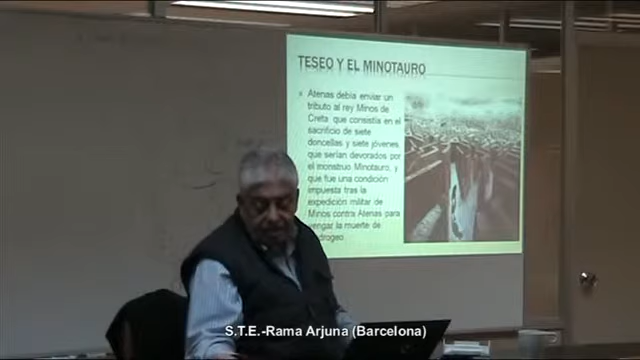 TESEO Y EL MINOTAURO
Atenas debía enviar un
tributo al rey Minos de
Creta que consistía en el
sacrificio de siete
doncellas y siete jóvenes
que serían devorados por
el monstruo Minotauro, y
que fue una condición
impuesta tras la
expedición militar de
Minos contra Atenas para
vengar la muerte de
Androgeo.
S.T.E.-Rama Arjuna (Barcelona)